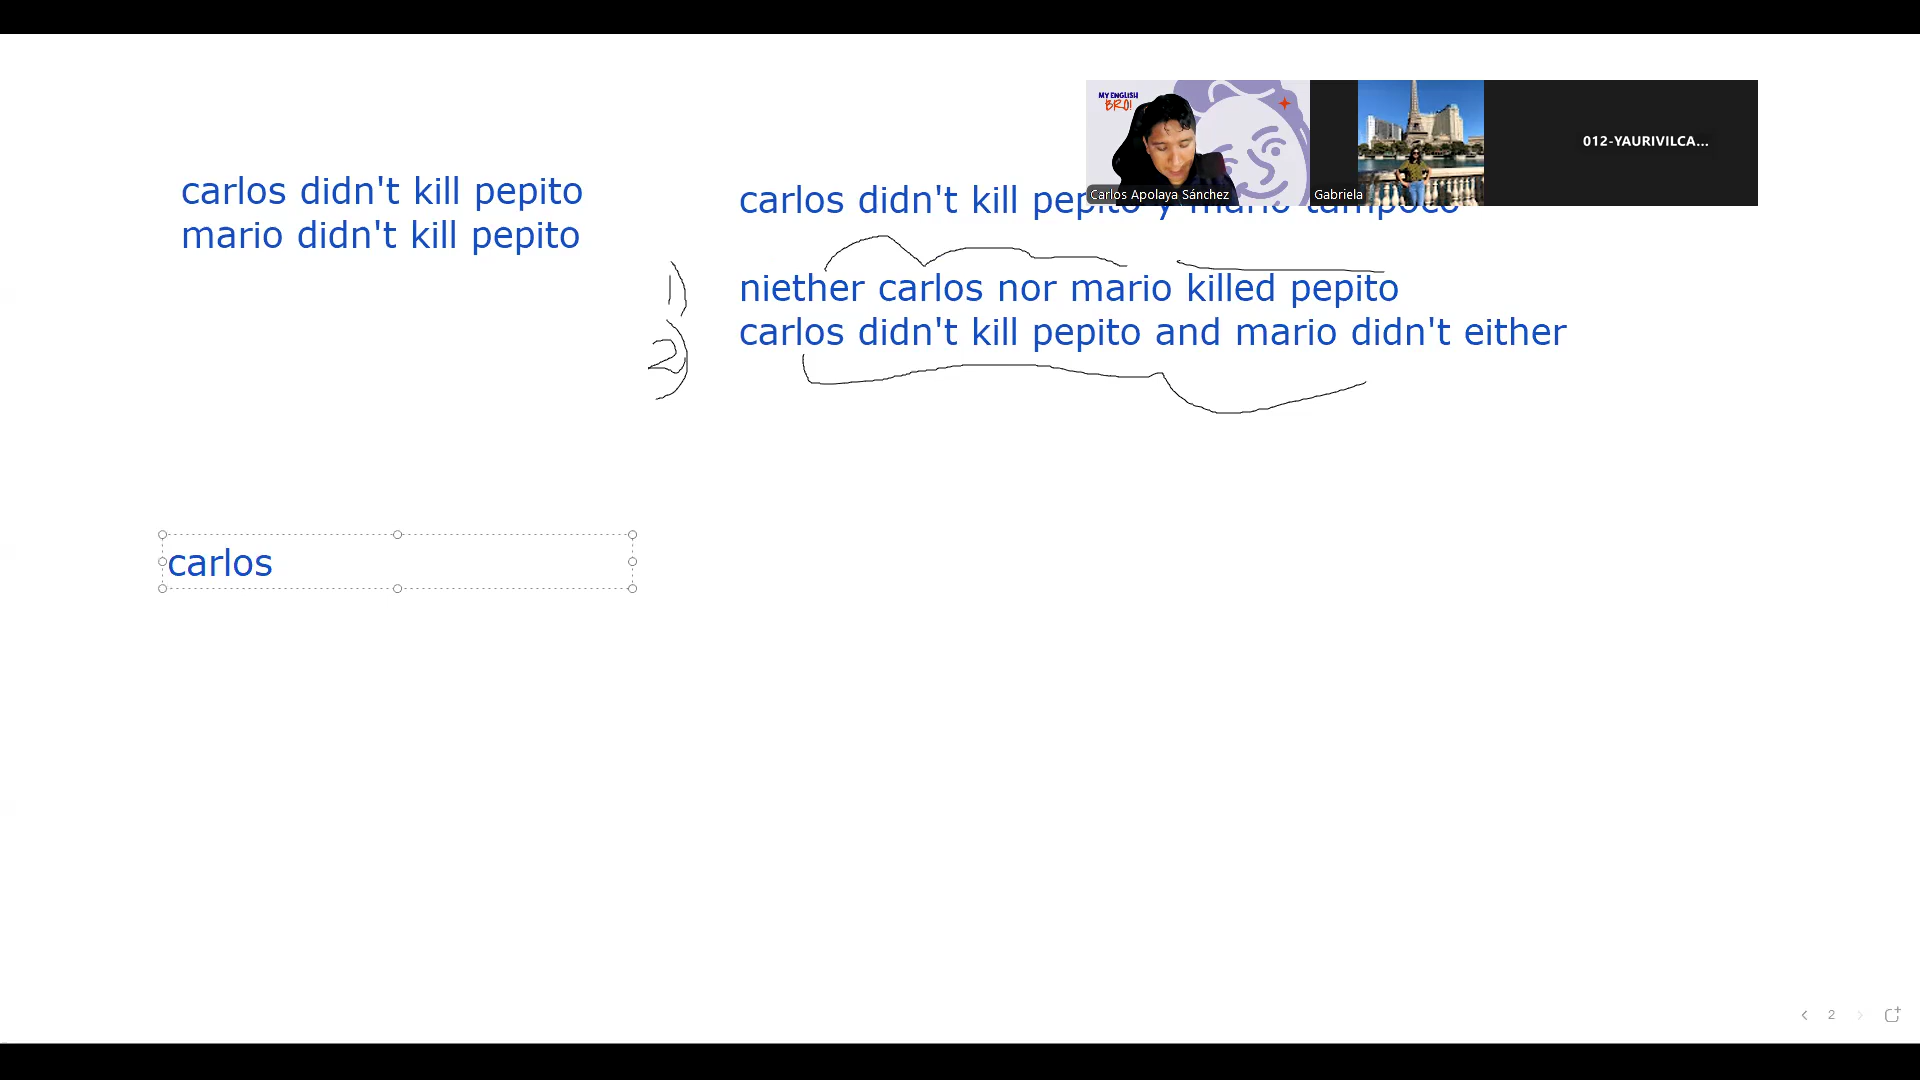 MY ENGLISH
BRO!
012-YAURIVILCA...
Carlos Apolaya Sánchez
Gabriela
carlos didn't kill pepito
mario didn't kill pepito
carlos didn't kill pepito y mario tampoco
1)
niether carlos nor mario killed pepito
2)
carlos didn't kill pepito and mario didn't either
carlos
2